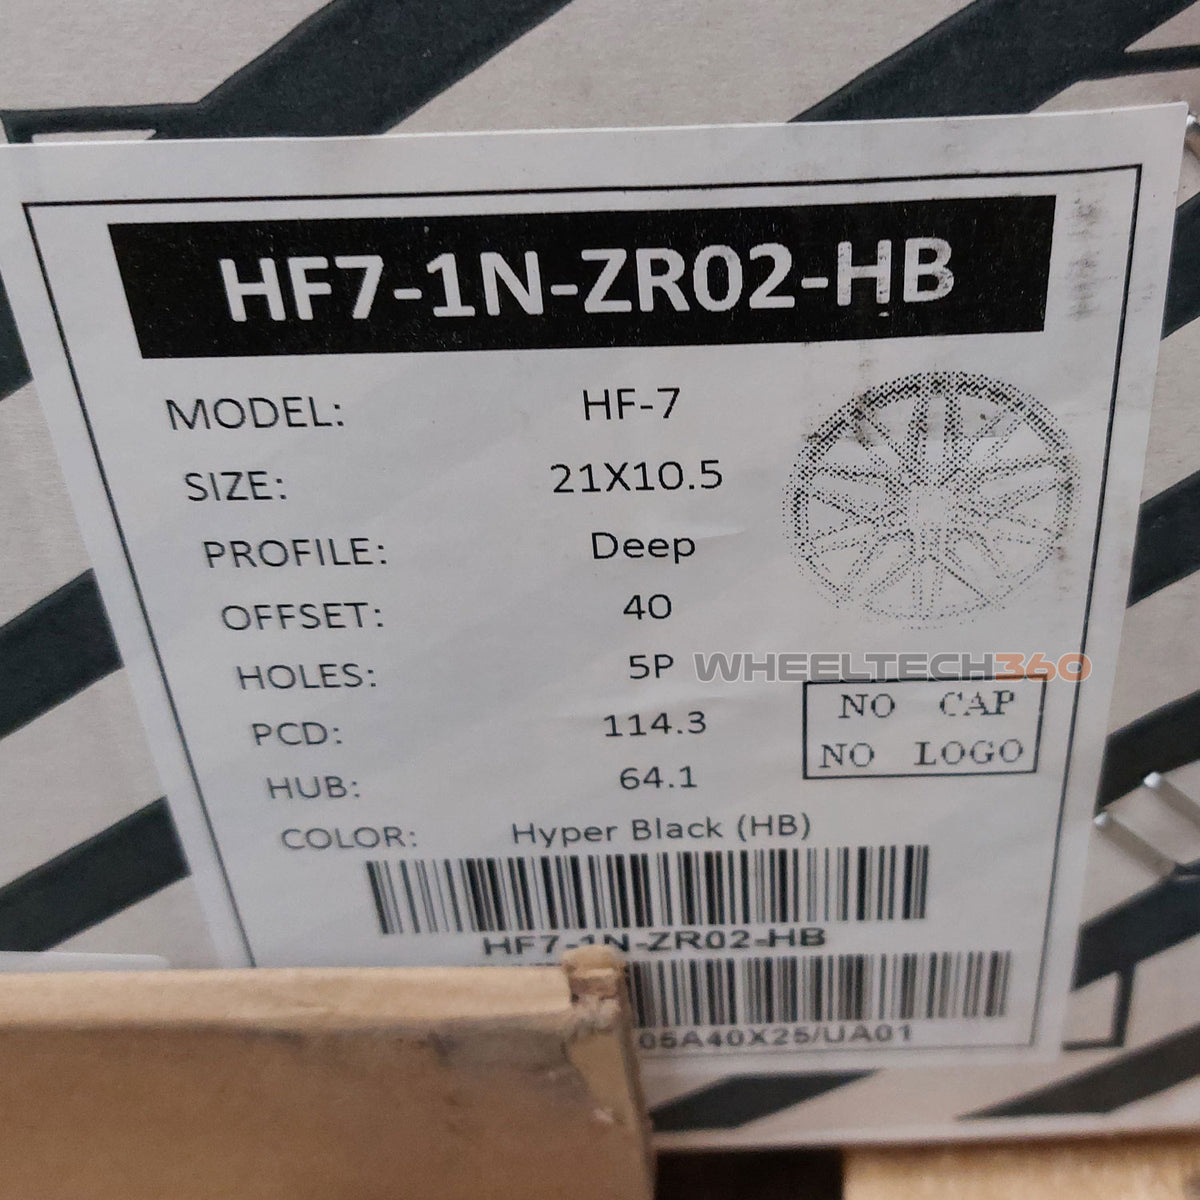 HF7-1N-ZR02-HB
MODEL: HF-7
SIZE: 21X10.5
PROFILE: Deep
OFFSET: 40
HOLES: 5P
WHEELTECH360
PCD: 114.3
NO CAP
NO LOGO
HUB: 64.1
COLOR: Hyper Black (HB)
HF7-1N-ZR02-HB
05A40X25/UA01